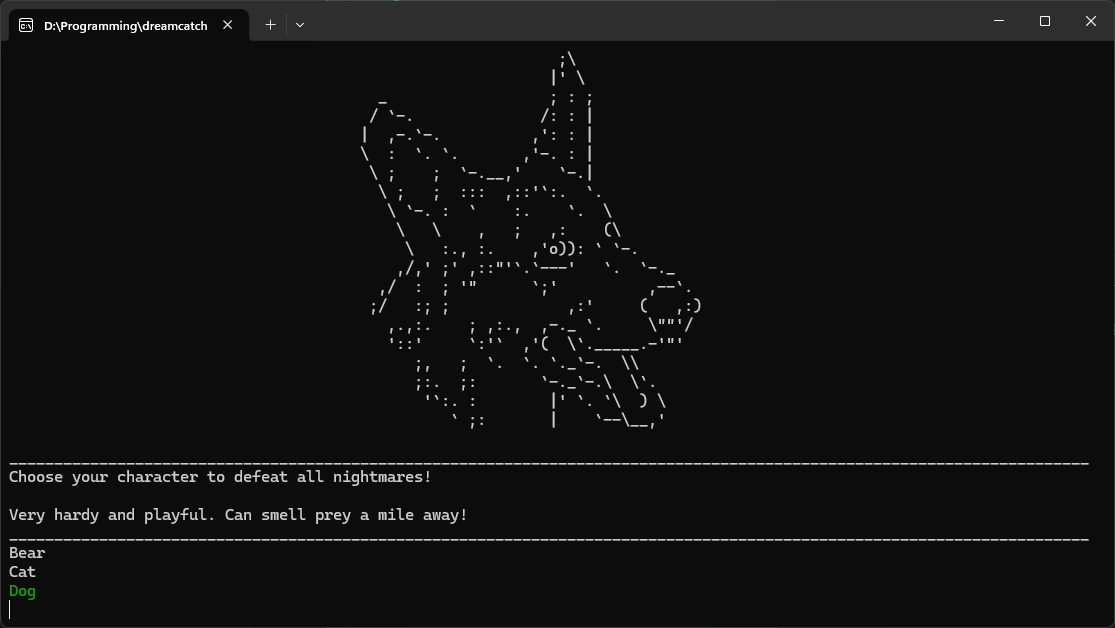 D:\Programming\dreamcatch
Choose your character to defeat all nightmares!
Very hardy and playful. Can smell prey a mile away!
Bear
Cat
Dog